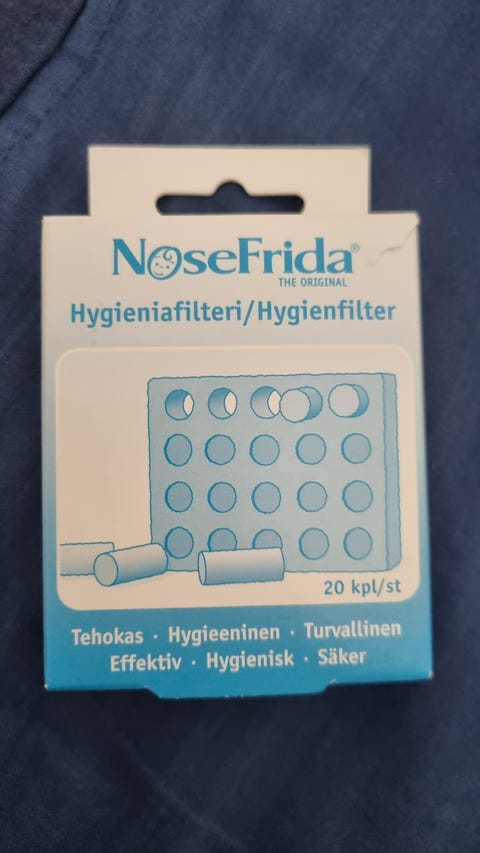 NoseFrida®
THE ORIGINAL
Hygieniafilteri/Hygienfilter
20 kpl/st
Tehokas · Hygieeninen · Turvallinen
Effektiv · Hygienisk · Säker